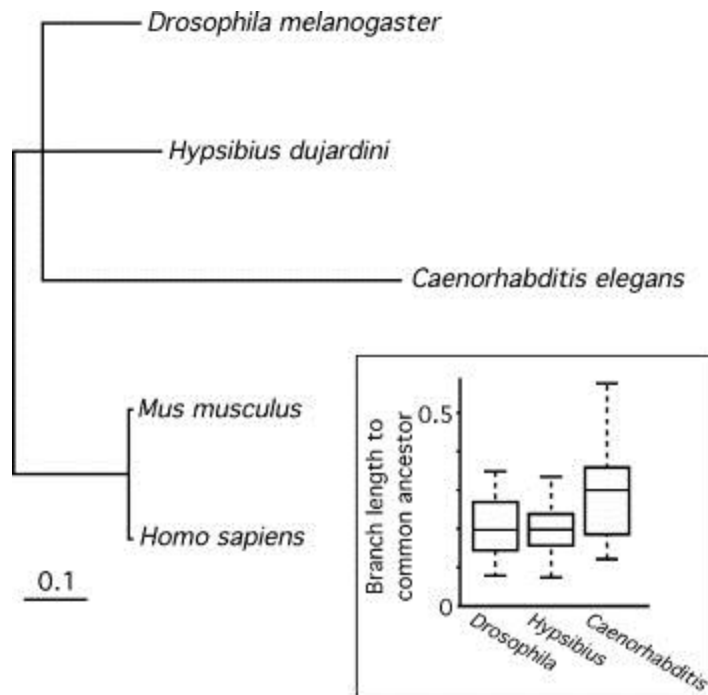 Drosophila melanogaster
Hypsibius dujardini
Caenorhabditis elegans
Mus musculus
Homo sapiens
0.1
Branch length to
common ancestor
0.5
0
Drosophila
Hypsibius
Caenorhabditis